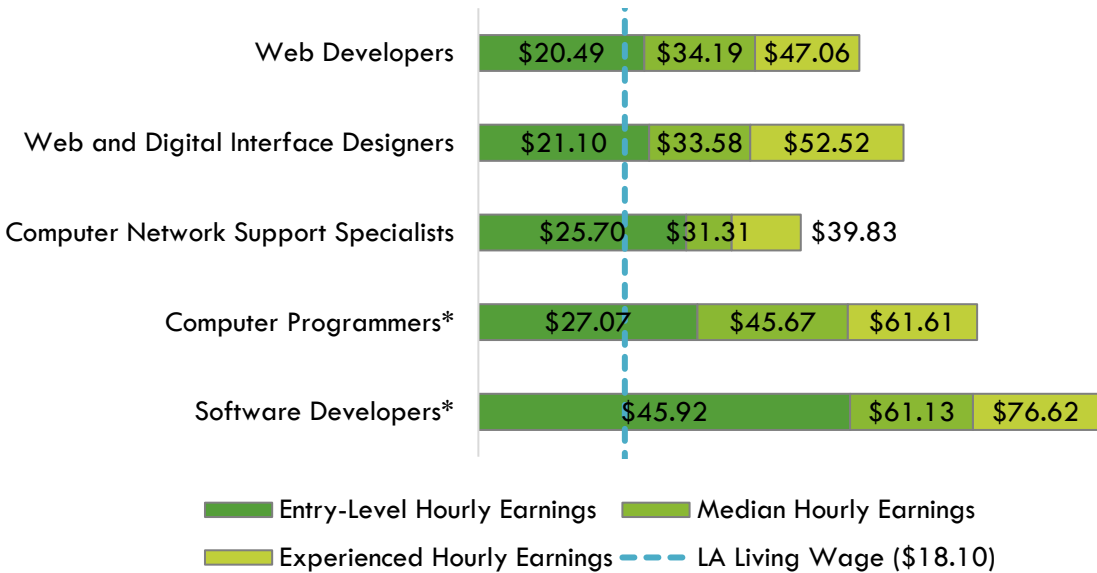 Web Developers $20.49 $34.19 $47.06
Web and Digital Interface Designers $21.10 $33.58 $52.52
Computer Network Support Specialists $25.70 $31.31 $39.83
Computer Programmers* $27.07 $45.67 $61.61
Software Developers* $45.92 $61.13 $76.62
Entry-Level Hourly Earnings Median Hourly Earnings
Experienced Hourly Earnings LA Living Wage ($18.10)